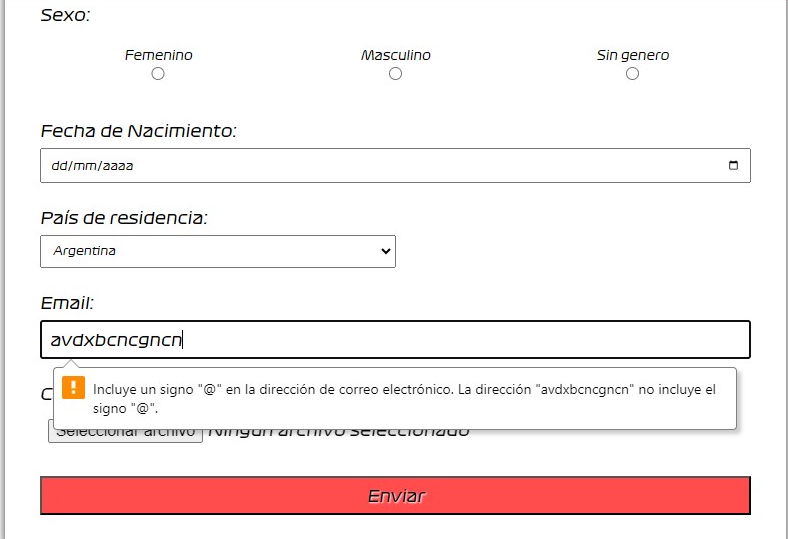 Sexo:
Femenino Masculino Sin genero
Fecha de Nacimiento:
dd/mm/aaaa
País de residencia:
Argentina
Email:
avdxbcncgncn
Incluye un signo "@" en la dirección de correo electrónico. La dirección "avdxbcncgncn" no incluye el
signo "@".
Seleccionar archivo Ningún archivo seleccionado
Enviar